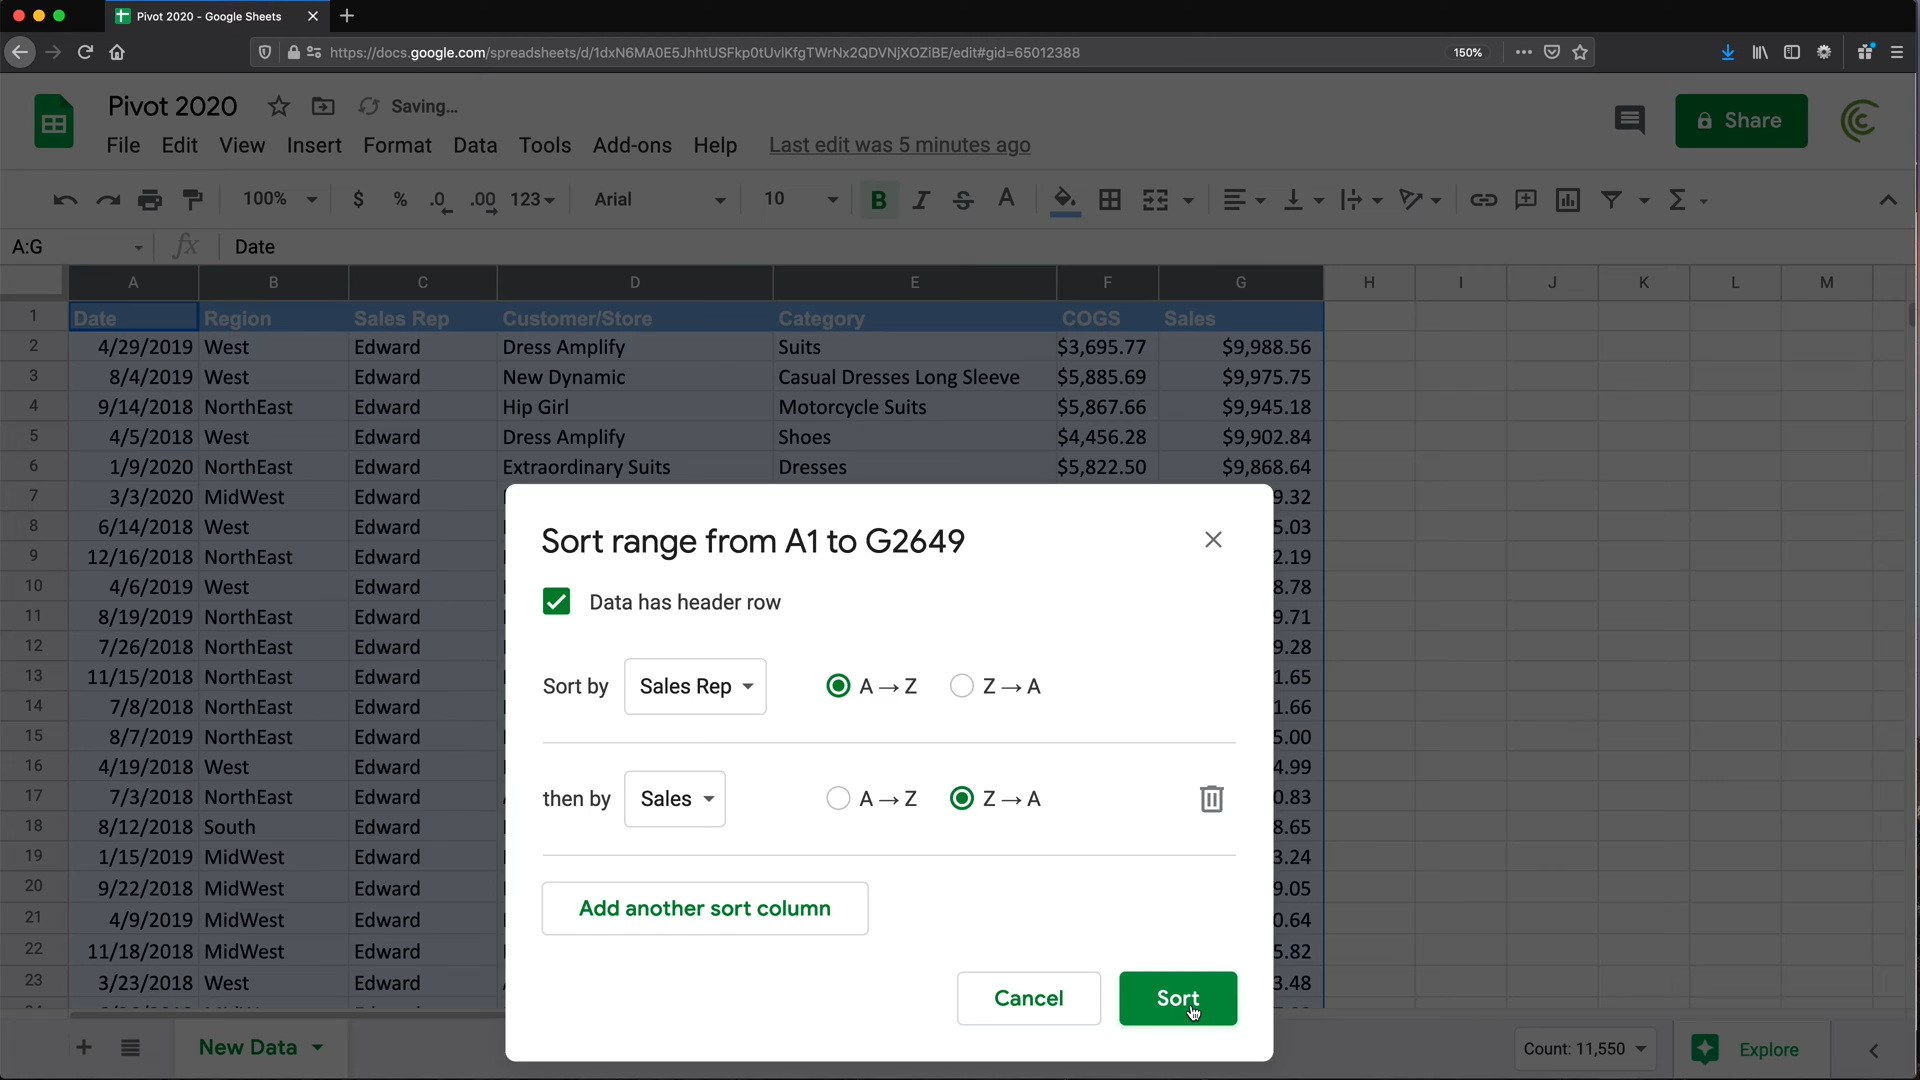 Pivot 2020 - Google Sheets
https://docs.google.com/spreadsheets/d/1dxN6MA0E5JhhtUSFkp0tUvlKfgTWrNx2QDVNjXOZiBE/edit#gid=65012388 150%
Pivot 2020 Saving...
File Edit View Insert Format Data Tools Add-ons Help Last edit was 5 minutes ago
Share
100% $ % .0 .00 123 Arial 10 B I S A
A:G fx Date
A B C D E F G H I J K L M
1 Date Region Sales Rep Customer/Store Category COGS Sales
2 4/29/2019 West Edward Dress Amplify Suits $3,695.77 $9,988.56
3 8/4/2019 West Edward New Dynamic Casual Dresses Long Sleeve $5,885.69 $9,975.75
4 9/14/2018 NorthEast Edward Hip Girl Motorcycle Suits $5,867.66 $9,945.18
5 4/5/2018 West Edward Dress Amplify Shoes $4,456.28 $9,902.84
6 1/9/2020 NorthEast Edward Extraordinary Suits Dresses $5,822.50 $9,868.64
7 3/3/2020 MidWest Edward 9.32
8 6/14/2018 West Edward 5.03
9 12/16/2018 NorthEast Edward 2.19
10 4/6/2019 West Edward 8.78
11 8/19/2019 NorthEast Edward 9.71
12 7/26/2018 NorthEast Edward 9.28
13 11/15/2018 NorthEast Edward 1.65
14 7/8/2018 NorthEast Edward 1.66
15 8/7/2019 NorthEast Edward 5.00
16 4/19/2018 West Edward 4.99
17 7/3/2018 NorthEast Edward 0.83
18 8/12/2018 South Edward 8.65
19 1/15/2019 MidWest Edward 3.24
20 9/22/2018 MidWest Edward 9.05
21 4/9/2019 MidWest Edward 0.64
22 11/18/2018 MidWest Edward 5.82
23 3/23/2018 West Edward 3.48
Sort range from A1 to G2649
Data has header row
Sort by Sales Rep A → Z Z → A
then by Sales A → Z Z → A
Add another sort column
Cancel Sort
New Data
Count: 11,550 Explore